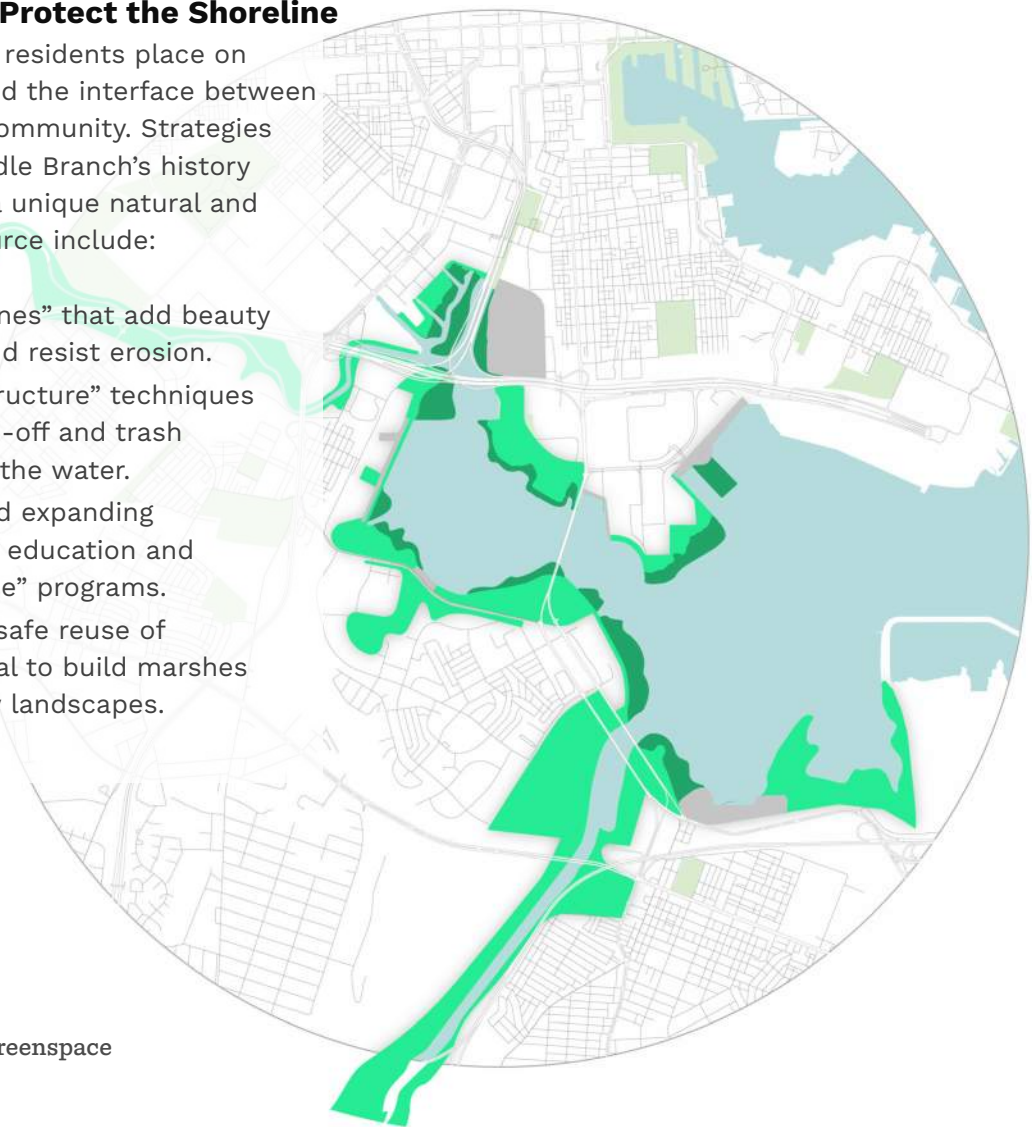 Protect the Shoreline
residents place on
d the interface between
ommunity. Strategies
dle Branch’s history
unique natural and
urce include:
nes” that add beauty
d resist erosion.
ructure” techniques
-off and trash
the water.
d expanding
education and
e” programs.
safe reuse of
al to build marshes
landscapes.
reenspace